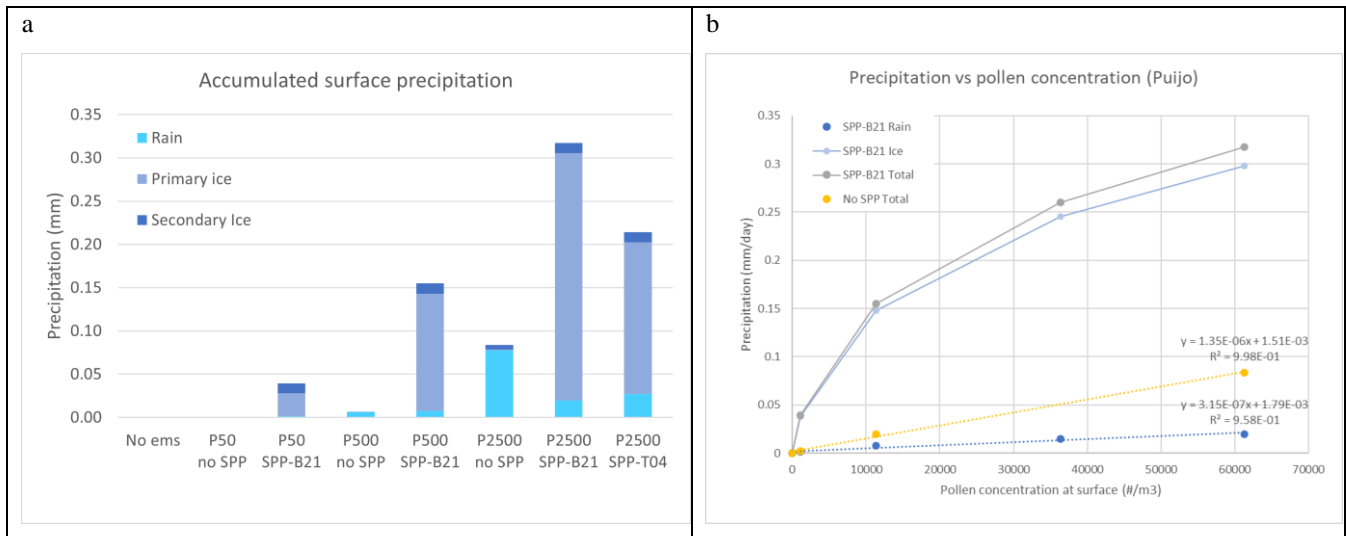 a
Accumulated surface precipitation
Precipitation (mm)
0.35
0.30
0.25
0.20
0.15
0.10
0.05
0.00
Rain
Primary ice
Secondary Ice
No ems
P50
no SPP
P50
SPP-B21
P500
no SPP
P500
SPP-B21
P2500
no SPP
P2500
SPP-B21
P2500
SPP-T04
b
Precipitation vs pollen concentration (Puijo)
Precipitation (mm/day)
0.35
0.3
0.25
0.2
0.15
0.1
0.05
0
SPP-B21 Rain
SPP-B21 Ice
SPP-B21 Total
No SPP Total
y = 1.35E-06x + 1.51E-03
R² = 9.98E-01
y = 3.15E-07x + 1.79E-03
R² = 9.58E-01
0 10000 20000 30000 40000 50000 60000 70000
Pollen concentration at surface (#/m3)